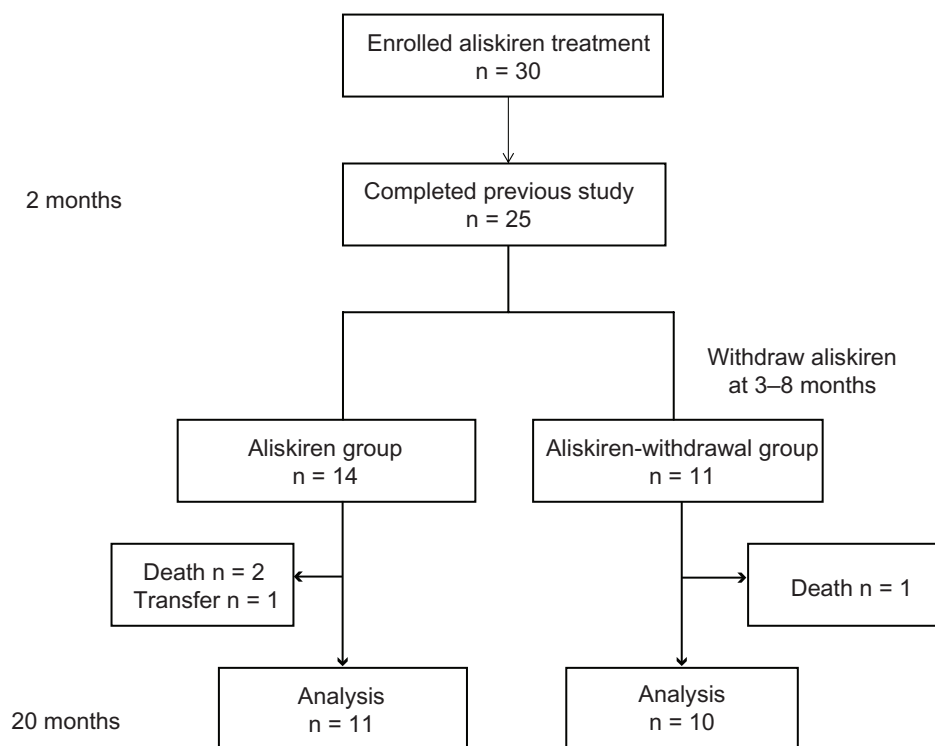 Enrolled aliskiren treatment
n = 30
2 months
Completed previous study
n = 25
Withdraw aliskiren
at 3–8 months
Aliskiren group
n = 14
Aliskiren-withdrawal group
n = 11
Death n = 2
Transfer n = 1
Death n = 1
20 months
Analysis
n = 11
Analysis
n = 10